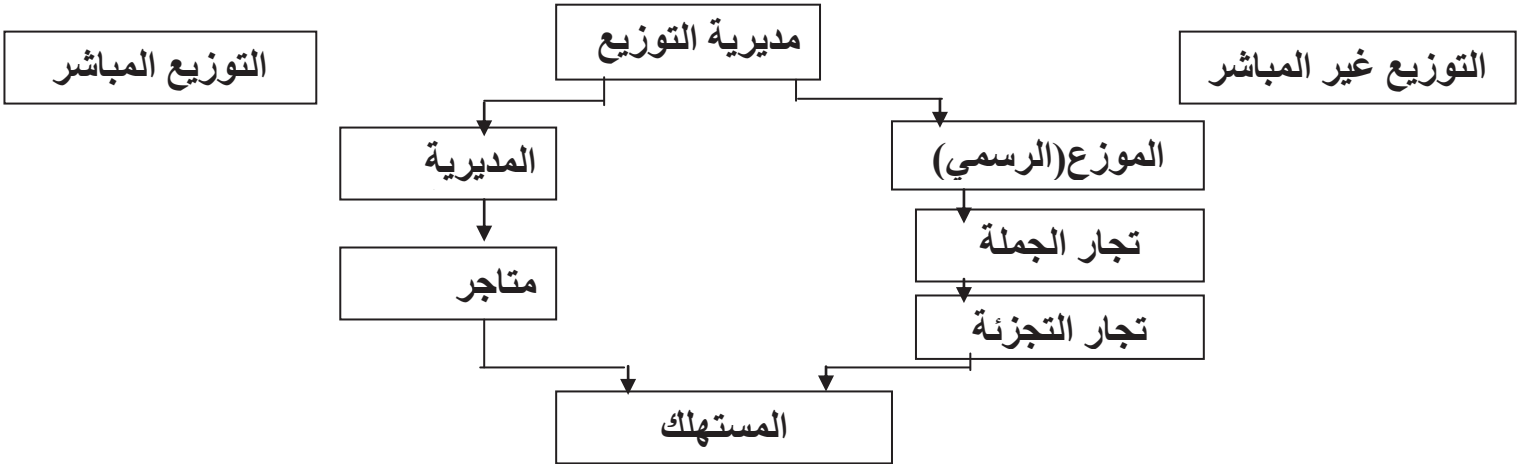 مديرية التوزيع
التوزيع غير المباشر
التوزيع المباشر
الموزع(الرسمي)
المديرية
تجار الجملة
متاجر
تجار التجزئة
المستهلك